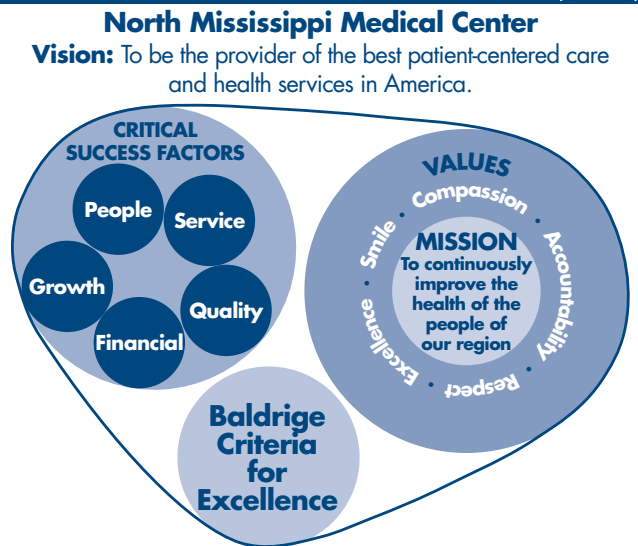 North Mississippi Medical Center
Vision: To be the provider of the best patient-centered care
and health services in America.
CRITICAL
SUCCESS FACTORS
People
Service
Growth
Quality
Financial
VALUES
Smile • Compassion • Accountability • Respect • Excellence •
MISSION
To continuously
improve the
health of the
people of
our region
Baldrige
Criteria
for
Excellence